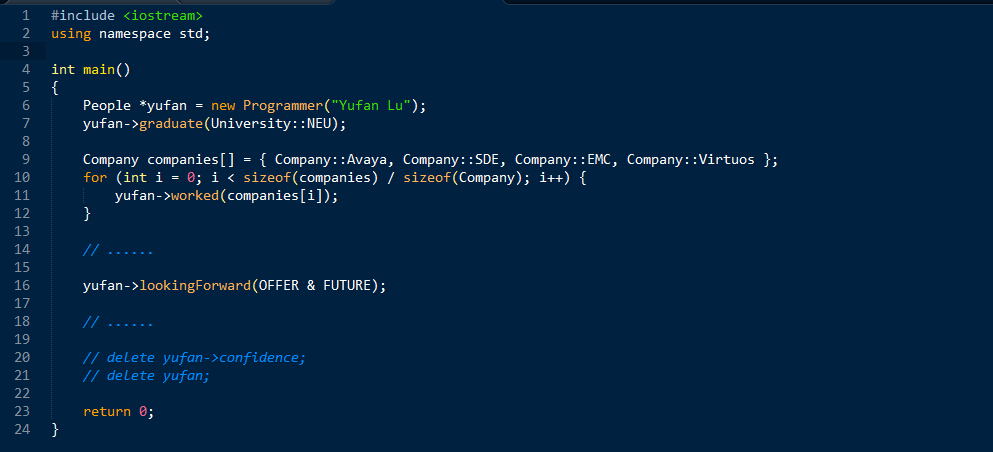 1 #include <iostream>
2 using namespace std;
3
4 int main()
5 {
6     People *yufan = new Programmer("Yufan Lu");
7     yufan->graduate(University::NEU);
8
9     Company companies[] = { Company::Avaya, Company::SDE, Company::EMC, Company::Virtuos };
10     for (int i = 0; i < sizeof(companies) / sizeof(Company); i++) {
11         yufan->worked(companies[i]);
12     }
13
14     // ......
15
16     yufan->lookingForward(OFFER & FUTURE);
17
18     // ......
19
20     // delete yufan->confidence;
21     // delete yufan;
22
23     return 0;
24 }